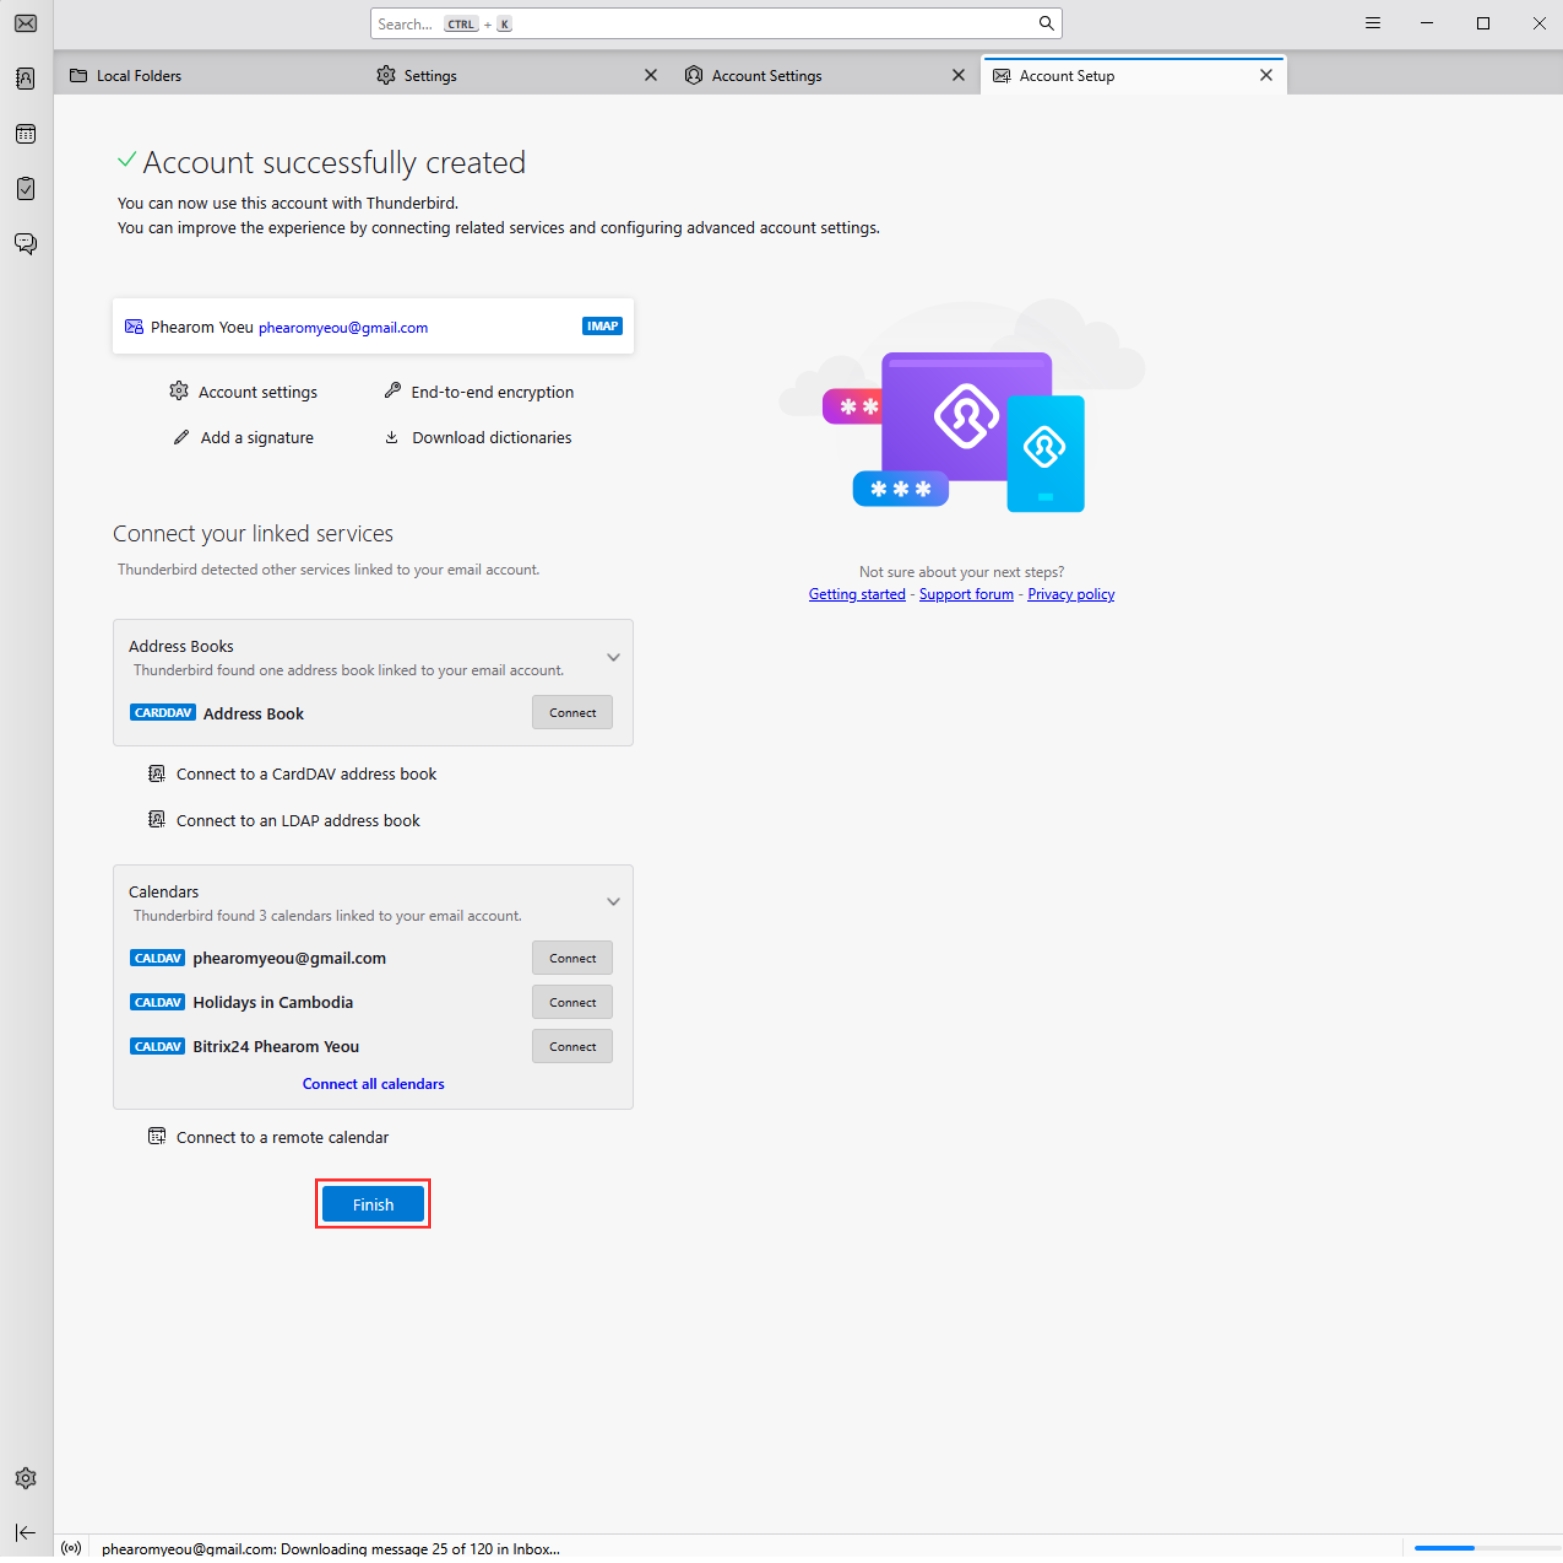 Search... CTRL + K
Local Folders
Settings
Account Settings
Account Setup
Account successfully created
You can now use this account with Thunderbird.
You can improve the experience by connecting related services and configuring advanced account settings.
Phearom Yoeu phearomyeou@gmail.com IMAP
Account settings
End-to-end encryption
Add a signature
Download dictionaries
Connect your linked services
Thunderbird detected other services linked to your email account.
** 
***
Not sure about your next steps?
Getting started - Support forum - Privacy policy
Address Books
Thunderbird found one address book linked to your email account.
CARDDAV Address Book Connect
Connect to a CardDAV address book
Connect to an LDAP address book
Calendars
Thunderbird found 3 calendars linked to your email account.
CALDAV phearomyeou@gmail.com Connect
CALDAV Holidays in Cambodia Connect
CALDAV Bitrix24 Phearom Yeou Connect
Connect all calendars
Connect to a remote calendar
Finish
phearomyeou@gmail.com: Downloading message 25 of 120 in Inbox...